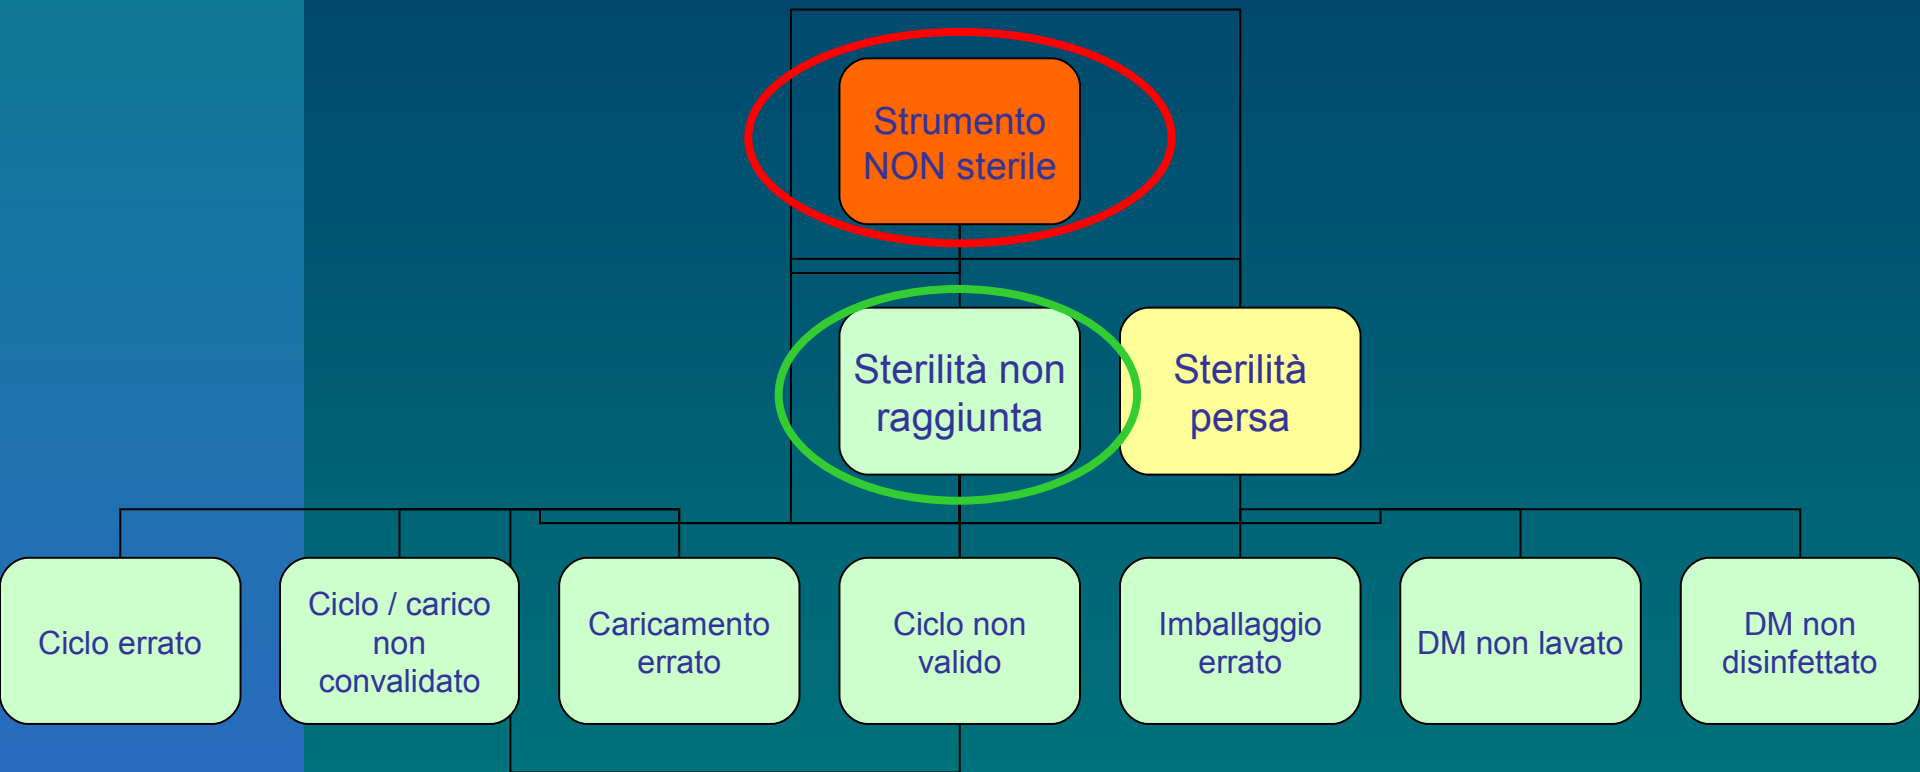 Strumento
NON sterile
Sterilità non
raggiunta
Sterilità
persa
Ciclo errato
Ciclo / carico
non
convalidato
Caricamento
errato
Ciclo non
valido
Imballaggio
errato
DM non lavato
DM non
disinfettato